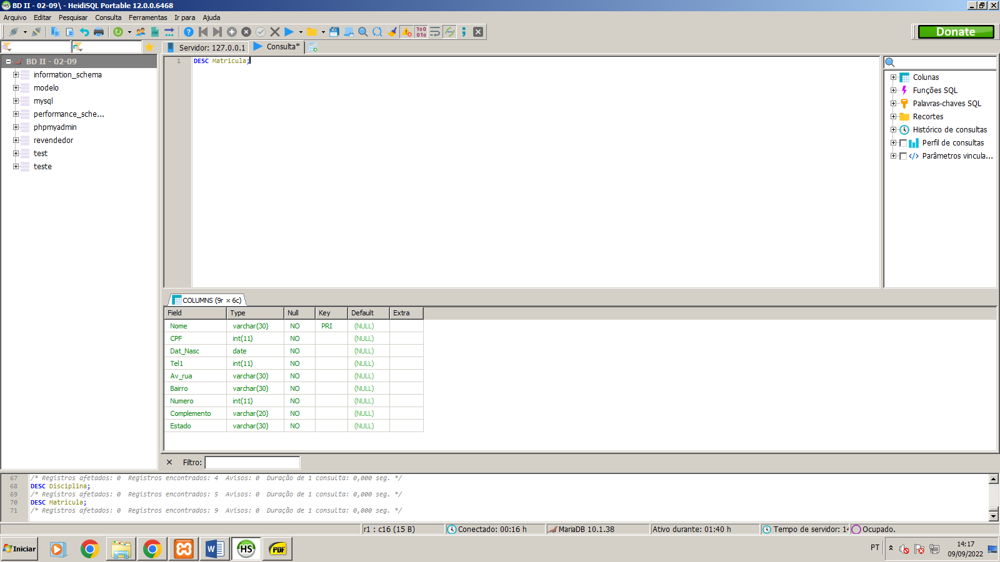 BD II - 02-09\ - HeidiSQL Portable 12.0.0.6468
Arquivo Editar Pesquisar Consulta Ferramentas Ir para Ajuda
Donate
Servidor: 127.0.0.1 Consulta*
BD II - 02-09
information_schema
modelo
mysql
performance_sche...
phpmyadmin
revendedor
test
teste
1 DESC Matricula;
Colunas
Funções SQL
Palavras-chaves SQL
Recortes
Histórico de consultas
Perfil de consultas
Parâmetros vincula...
COLUMNS (9r × 6c)
Field Type Null Key Default Extra
Nome varchar(30) NO PRI (NULL)
CPF int(11) NO (NULL)
Dat_Nasc date NO (NULL)
Tel1 int(11) NO (NULL)
Av_rua varchar(30) NO (NULL)
Bairro varchar(30) NO (NULL)
Numero int(11) NO (NULL)
Complemento varchar(20) NO (NULL)
Estado varchar(30) NO (NULL)
Filtro:
67 /* Registros afetados: 0 Registros encontrados: 4 Avisos: 0 Duração de 1 consulta: 0,000 seg. */
68 DESC Disciplina;
69 /* Registros afetados: 0 Registros encontrados: 5 Avisos: 0 Duração de 1 consulta: 0,000 seg. */
70 DESC Matricula;
71 /* Registros afetados: 0 Registros encontrados: 9 Avisos: 0 Duração de 1 consulta: 0,000 seg. */
r1 : c16 (15 B) Conectado: 00:16 h MariaDB 10.1.38 Ativo durante: 01:40 h Tempo de servidor: 14 Ocupado.
Iniciar HS PDF PT 14:17
09/09/2022